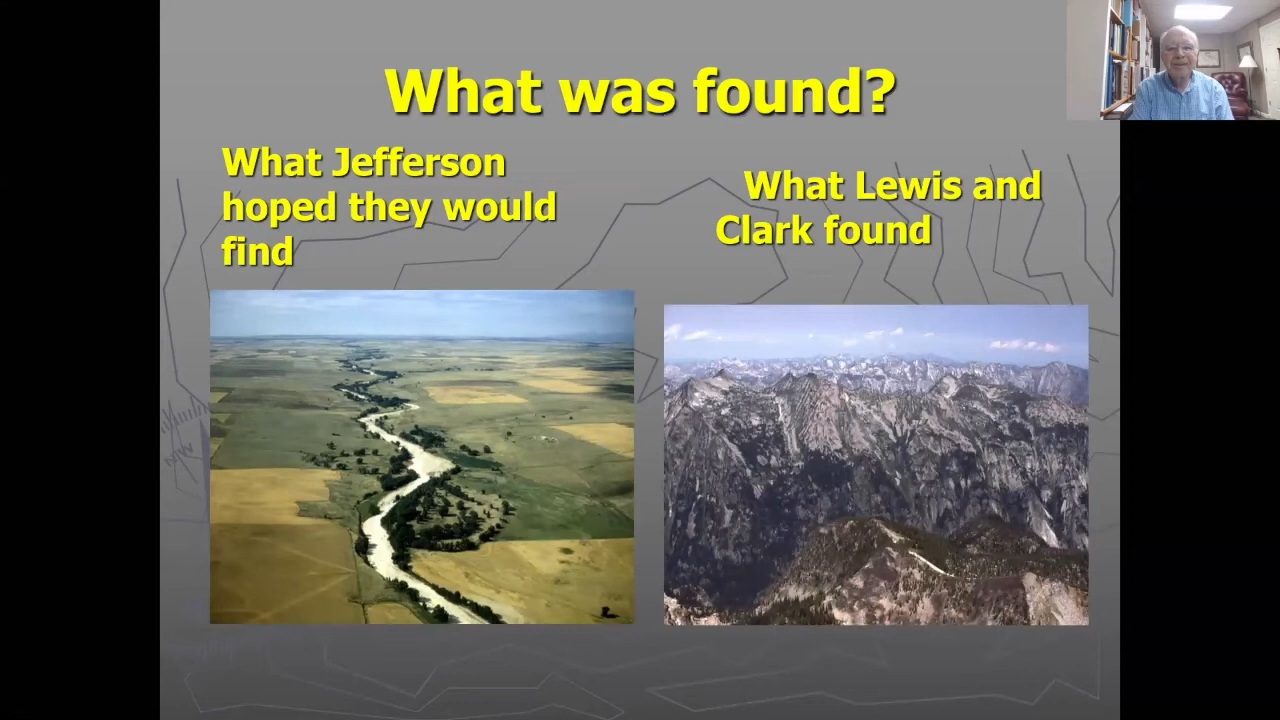 What was found?
What Jefferson
hoped they would
find
What Lewis and
Clark found